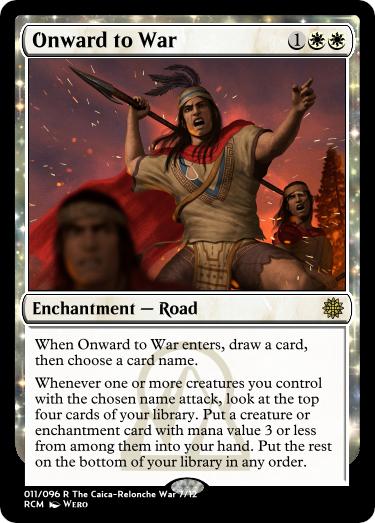 Onward to War
1
Enchantment — Road
When Onward to War enters, draw a card,
then choose a card name.
Whenever one or more creatures you control
with the chosen name attack, look at the top
four cards of your library. Put a creature or
enchantment card with mana value 3 or less
from among them into your hand. Put the rest
on the bottom of your library in any order.
011/096 R The Caica-Relonche War 7/12
RCM Wero